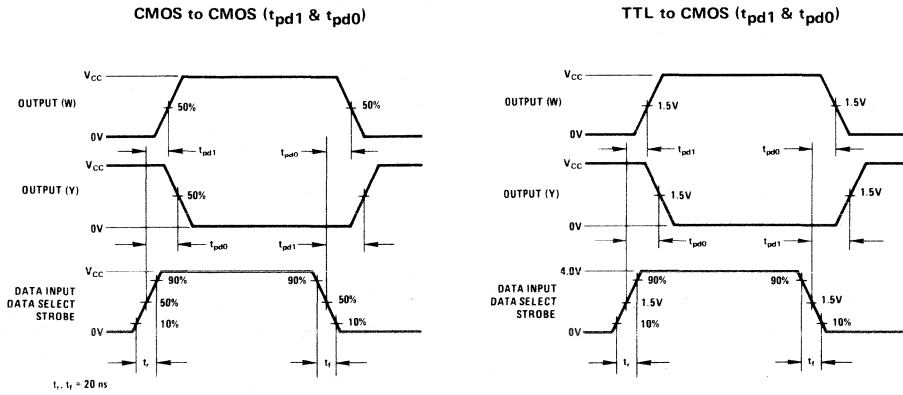 CMOS to CMOS (tpd1 & tpd0)
VCC
OUTPUT (W)
50%
50%
0V
tpd1
tpd0
VCC
OUTPUT (Y)
50%
0V
tpd0
tpd1
VCC
90%
90%
DATA INPUT
DATA SELECT
STROBE
50%
50%
10%
10%
0V
tr
tf
tr, tf = 20 ns
TTL to CMOS (tpd1 & tpd0)
VCC
OUTPUT (W)
1.5V
1.5V
0V
tpd1
tpd0
VCC
OUTPUT (Y)
1.5V
1.5V
0V
tpd0
tpd1
4.0V
90%
90%
DATA INPUT
DATA SELECT
STROBE
1.5V
1.5V
10%
10%
0V
tr
tf